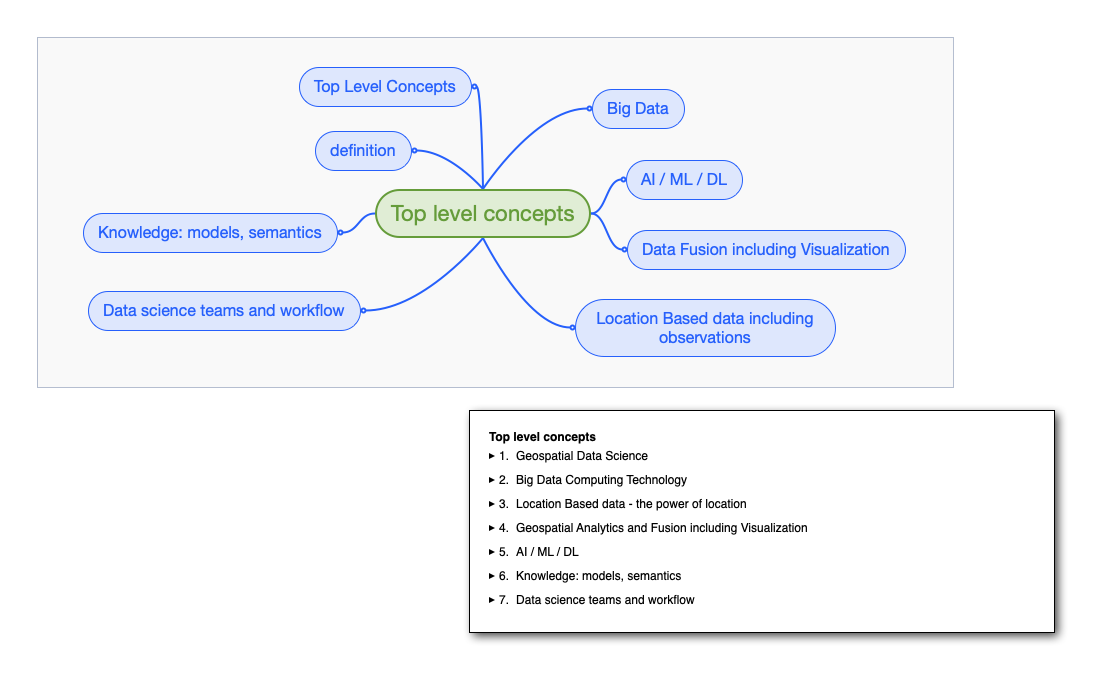 Top Level Concepts
Big Data
definition
AI / ML / DL
Top level concepts
Knowledge: models, semantics
Data Fusion including Visualization
Data science teams and workflow
Location Based data including
observations
Top level concepts
1. Geospatial Data Science
2. Big Data Computing Technology
3. Location Based data - the power of location
4. Geospatial Analytics and Fusion including Visualization
5. AI / ML / DL
6. Knowledge: models, semantics
7. Data science teams and workflow